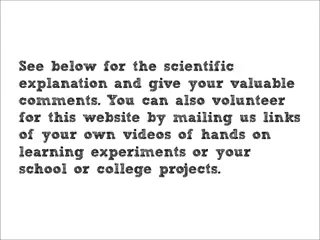 See below for the scientific
explanation and give your valuable
comments. You can also volunteer
for this website by mailing us links
of your own videos of hands on
learning experiments or your
school or college projects.